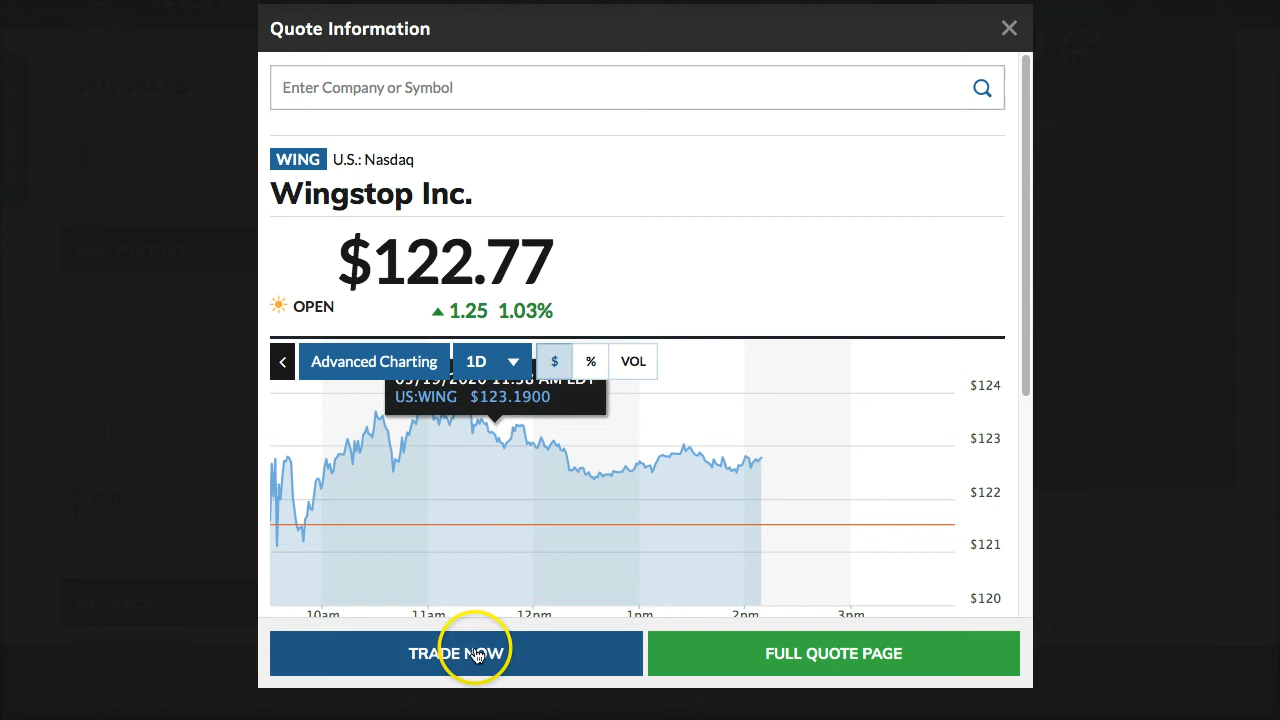 Quote Information
Enter Company or Symbol
WING U.S.: Nasdaq
Wingstop Inc.
$122.77
OPEN 1.25 1.03%
Advanced Charting 1D $ % VOL
US:WING $123.1900
$124
$123
$122
$121
$120
10am 11am 12pm 1pm 2pm 3pm
TRADE NOW FULL QUOTE PAGE